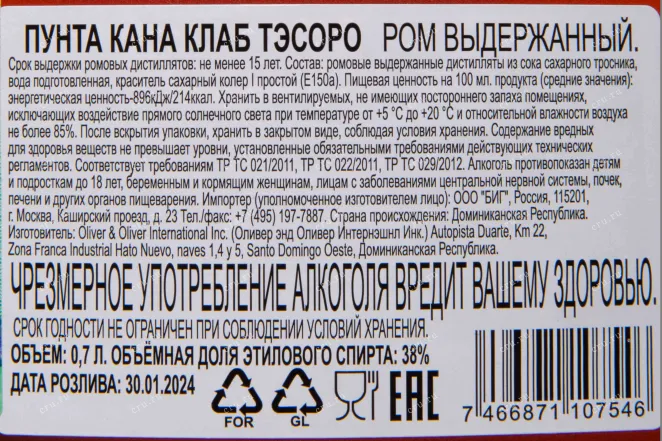 ПУНТА КАНА КЛАБ ТЭСОРО РОМ ВЫДЕРЖАННЫЙ.
Срок выдержки ромовых дистиллятов: не менее 15 лет. Состав: ромовые выдержанные дистилляты из сока сахарного тросника,
вода подготовленная, краситель сахарный колер I простой (Е150а). Пищевая ценность на 100 мл. продукта (средние значения):
энергетическая ценность-896кДж/214ккал. Хранить в вентилируемых, не имеющих постороннего запаха помещениях,
исключающих воздействие прямого солнечного света при температуре от +5 °С до +20 °С и относительной влажности воздуха
не более 85%. После вскрытия упаковки, хранить в закрытом виде, соблюдая условия хранения. Содержание вредных
для здоровья веществ не превышает уровни, установленные обязательными требованиями действующих технических
регламентов. Соответствует требованиям ТР ТС 021/2011, ТР ТС 022/2011, ТР ТС 029/2012. Алкоголь противопоказан детям
и подросткам до 18 лет, беременным и кормящим женщинам, лицам с заболеваниями центральной нервной системы, почек,
печени и других органов пищеварения. Импортер (уполномоченное изготовителем лицо): ООО "БИГ", Россия, 115201,
г. Москва, Каширский проезд, д. 23 Тел./факс: +7 (495) 197-7887. Страна происхождения: Доминиканская Республика.
Изготовитель: Oliver & Oliver International Inc. (Оливер энд Оливер Интернэшнл Инк.) Autopista Duarte, Km 22,
Zona Franca Industrial Hato Nuevo, naves 1,4 y 5, Santo Domingo Oeste, Доминиканская Республика.
ЧРЕЗМЕРНОЕ УПОТРЕБЛЕНИЕ АЛКОГОЛЯ ВРЕДИТ ВАШЕМУ ЗДОРОВЬЮ.
СРОК ГОДНОСТИ НЕ ОГРАНИЧЕН ПРИ СОБЛЮДЕНИИ УСЛОВИЙ ХРАНЕНИЯ.
ОБЪЕМ: 0,7 Л. ОБЪЁМНАЯ ДОЛЯ ЭТИЛОВОГО СПИРТА: 38%
ДАТА РОЗЛИВА: 30.01.2024
FOR GL EAC
7 466871 107546